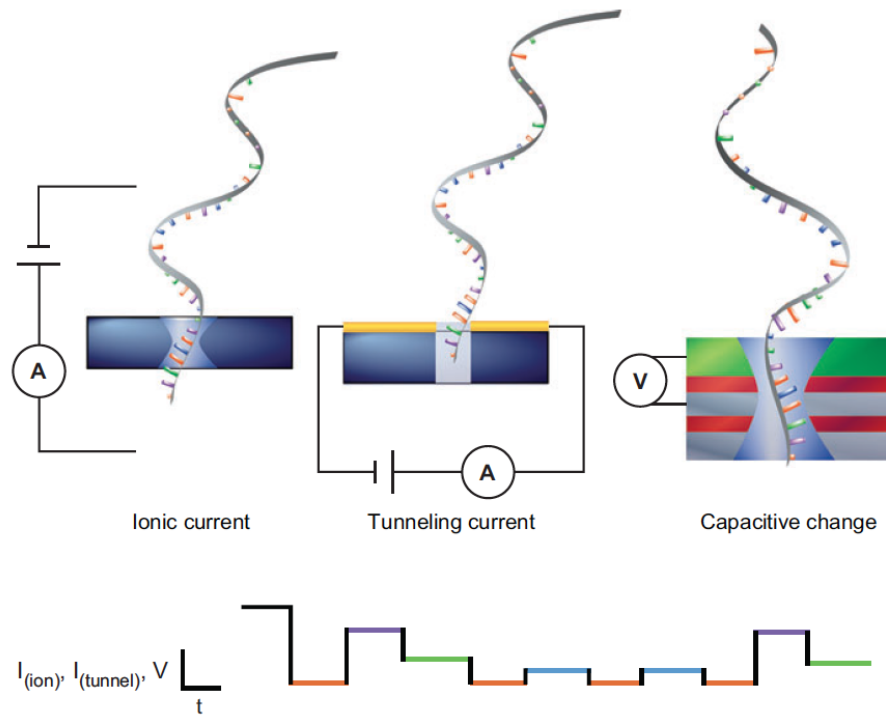 A
V
A
Ionic current
Tunneling current
Capacitive change
I(ion), I(tunnel), V
t